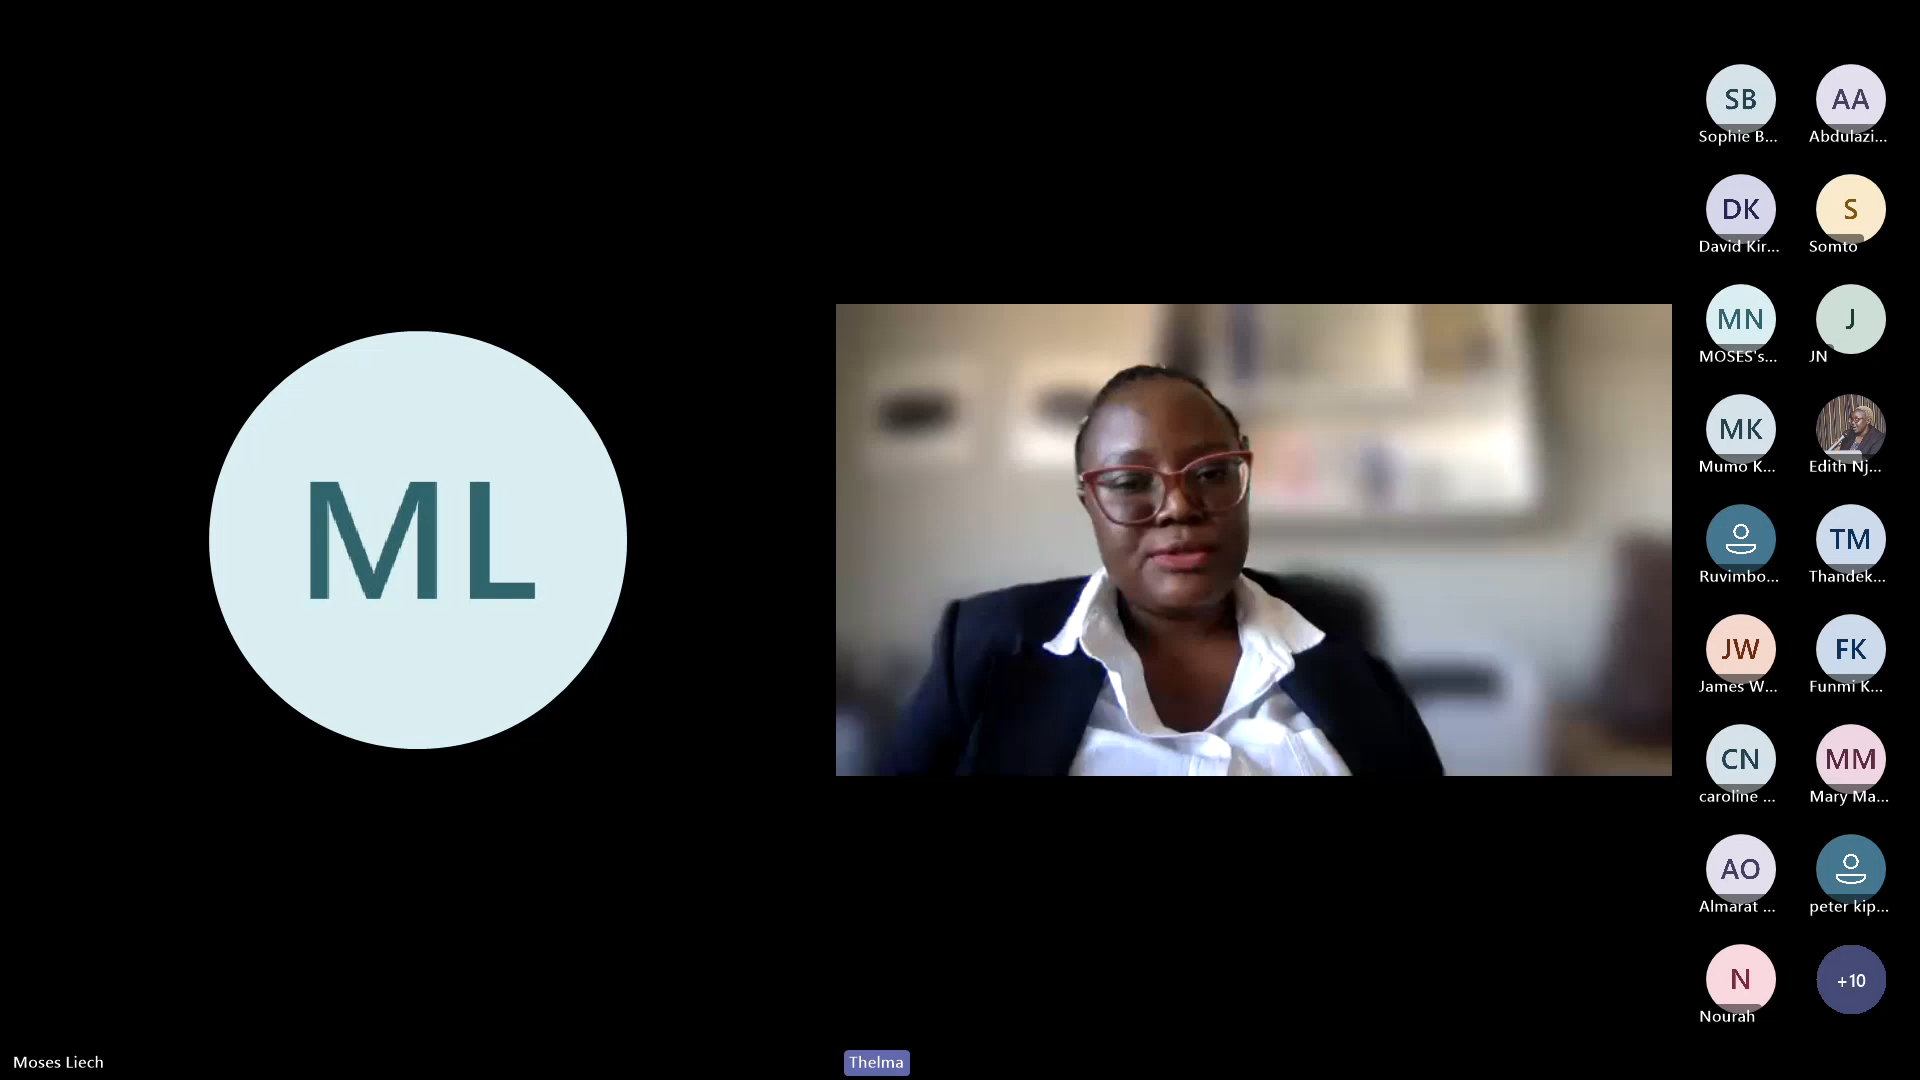 ML
Moses Liech
Thelma
SB
Sophie B...
AA
Abdulazi...
DK
David Kir...
S
Somto
MN
MOSES's...
J
JN
MK
Mumo K...
Edith Nj...
Ruvimbo...
TM
Thandek...
JW
James W...
FK
Funmi K...
CN
caroline ...
MM
Mary Ma...
AO
Almarat ...
peter kip...
N
Nourah
+10